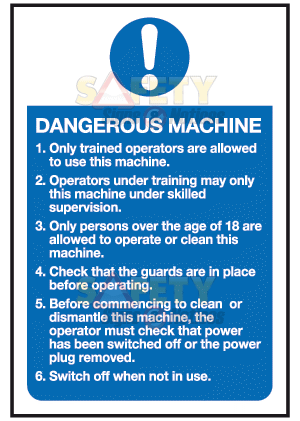 SAFETY
DANGEROUS MACHINE
1. Only trained operators are allowed
to use this machine.
2. Operators under training may only
this machine under skilled
supervision.
3. Only persons over the age of 18 are
allowed to operate or clean this
machine.
4. Check that the guards are in place
before operating.
5. Before commencing to clean or
dismantle this machine, the
operator must check that power
has been switched off or the power
plug removed.
6. Switch off when not in use.